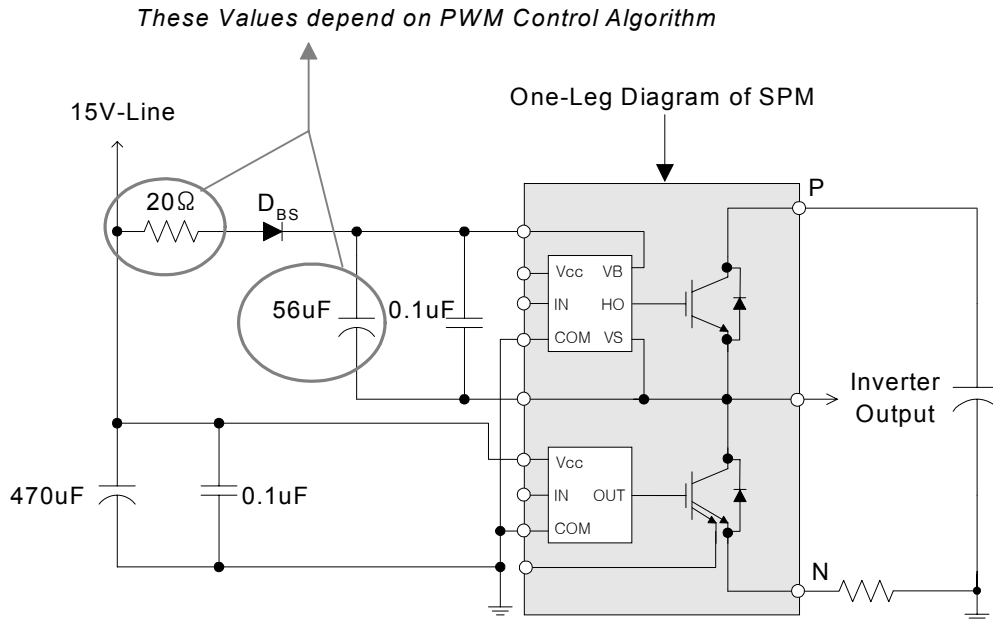 These Values depend on PWM Control Algorithm
One-Leg Diagram of SPM
15V-Line
P
20Ω
DBS
Vcc VB
IN HO
COM VS
56uF
0.1uF
Inverter
Output
Vcc
IN OUT
COM
470uF
0.1uF
N